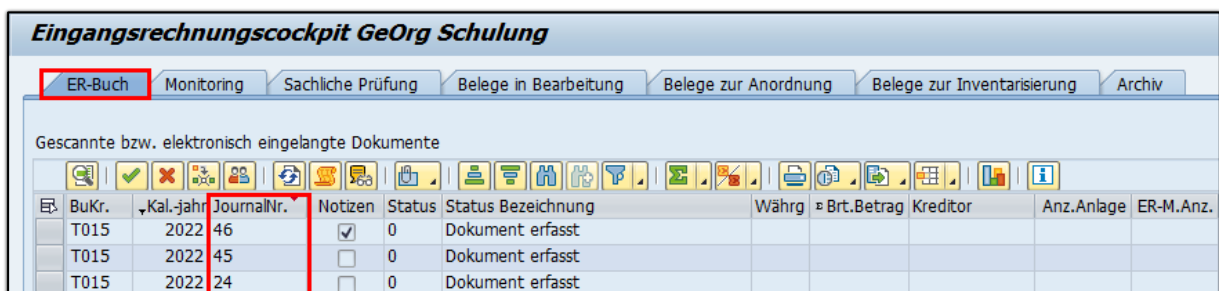 Eingangsrechnungscockpit GeOrg Schulung
ER-Buch Monitoring Sachliche Prüfung Belege in Bearbeitung Belege zur Anordnung Belege zur Inventarisierung Archiv
Gescannte bzw. elektronisch eingelangte Dokumente
BuKr. Kal.-jahr JournalNr. Notizen Status Status Bezeichnung Währg Σ Brt.Betrag Kreditor Anz.Anlage ER-M.Anz.
T015 2022 46 0 Dokument erfasst
T015 2022 45 0 Dokument erfasst
T015 2022 24 0 Dokument erfasst